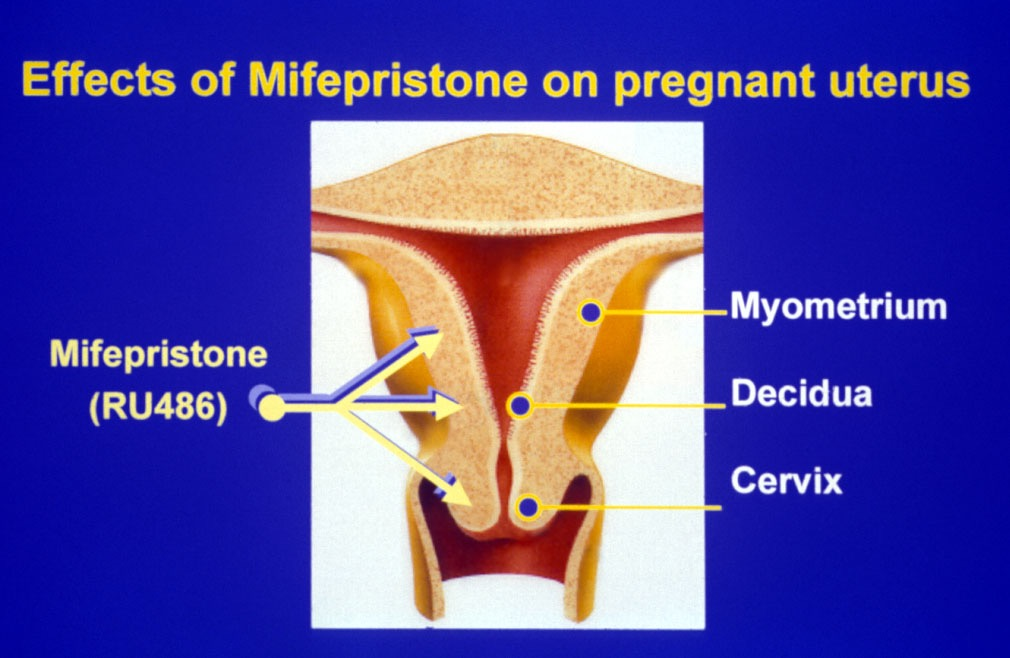 Effects of Mifepristone on pregnant uterus
Mifepristone
(RU486)
Myometrium
Decidua
Cervix